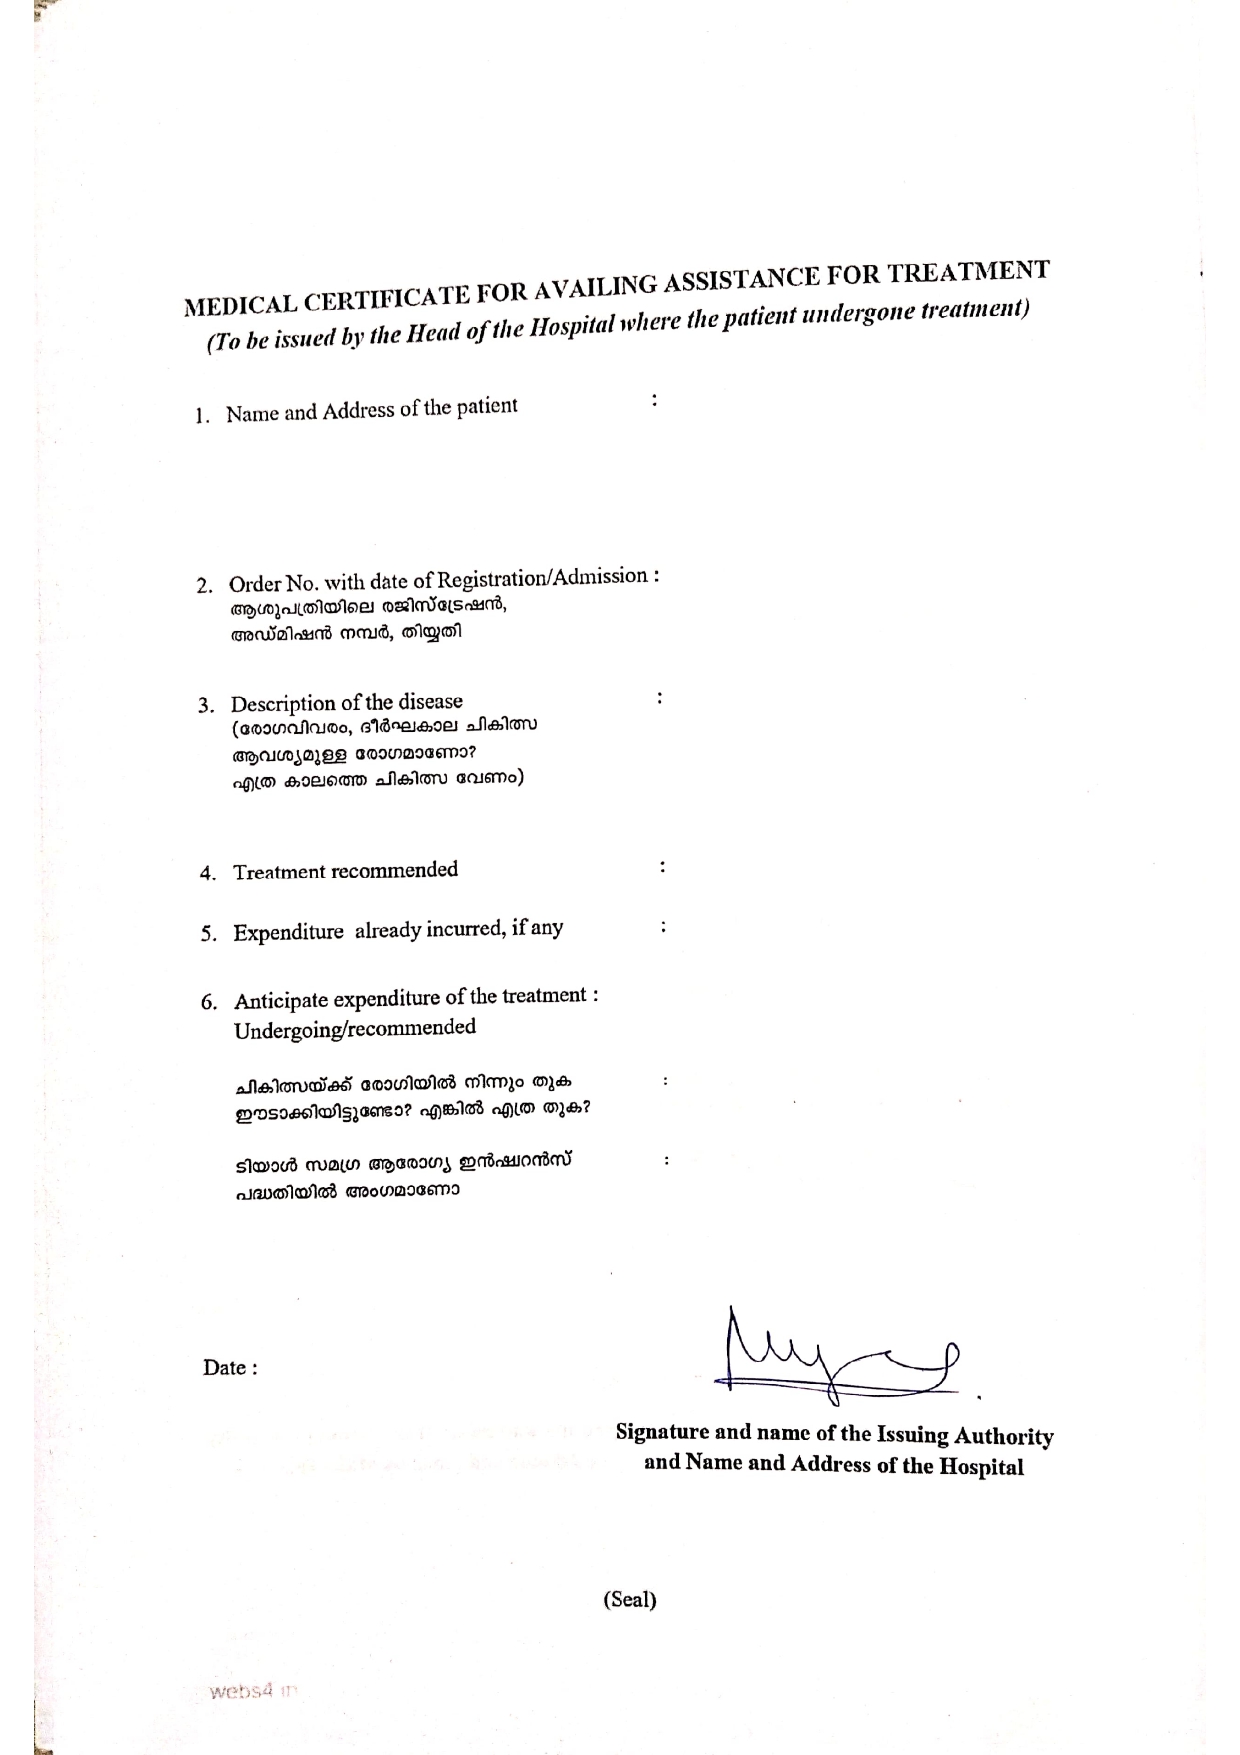 MEDICAL CERTIFICATE FOR AVAILING ASSISTANCE FOR TREATMENT
(To be issued by the Head of the Hospital where the patient undergone treatment)
1. Name and Address of the patient :
2. Order No. with date of Registration/Admission :
ആശുപത്രിയിലെ രജിസ്ട്രേഷൻ,
അഡ്മിഷൻ നമ്പർ, തിയ്യതി
3. Description of the disease :
(രോഗവിവരം, ദീർഘകാല ചികിത്സ
ആവശ്യമുള്ള രോഗമാണോ?
എത്ര കാലത്തെ ചികിത്സ വേണം)
4. Treatment recommended :
5. Expenditure already incurred, if any :
6. Anticipate expenditure of the treatment :
Undergoing/recommended
ചികിത്സയ്ക്ക് രോഗിയിൽ നിന്നും തുക :
ഈടാക്കിയിട്ടുണ്ടോ? എങ്കിൽ എത്ര തുക?
ടിയാൾ സമഗ്ര ആരോഗ്യ ഇൻഷുറൻസ് :
പദ്ധതിയിൽ അംഗമാണോ
Date :
Signature and name of the Issuing Authority
and Name and Address of the Hospital
(Seal)
webs4 in